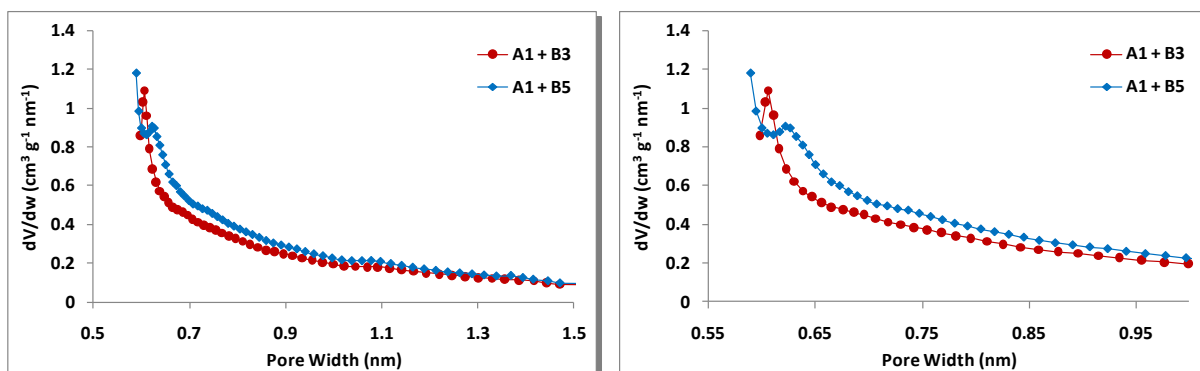 1.4
1.2
1
0.8
0.6
0.4
0.2
0
dV/dw (cm³ g⁻¹ nm⁻¹)
0.5 0.7 0.9 1.1 1.3 1.5
Pore Width (nm)
A1 + B3
A1 + B5
1.4
1.2
1
0.8
0.6
0.4
0.2
0
dV/dw (cm³ g⁻¹ nm⁻¹)
0.55 0.65 0.75 0.85 0.95
Pore Width (nm)
A1 + B3
A1 + B5